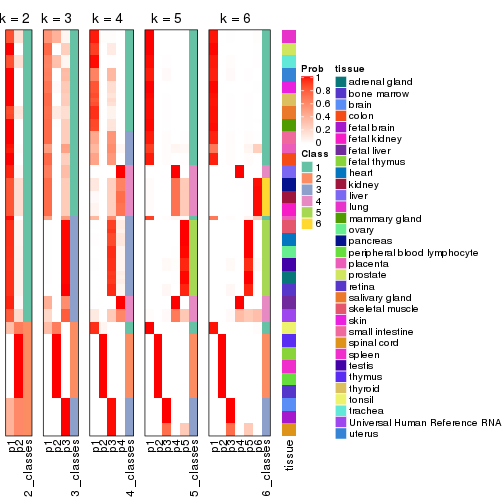 k = 2 k = 3 k = 4 k = 5 k = 6
Prob
1
0.8
0.6
0.4
0.2
0
Class
1
2
3
4
5
6
tissue
adrenal gland
bone marrow
brain
colon
fetal brain
fetal kidney
fetal liver
fetal thymus
heart
kidney
liver
lung
mammary gland
ovary
pancreas
peripheral blood lymphocyte
placenta
prostate
retina
salivary gland
skeletal muscle
skin
small intestine
spinal cord
spleen
testis
thymus
thyroid
tonsil
trachea
Universal Human Reference RNA
uterus
p1
p2
2_classes
p1
p2
p3
3_classes
p1
p2
p3
p4
4_classes
p1
p2
p3
p4
p5
5_classes
p1
p2
p3
p4
p5
p6
6_classes
tissue